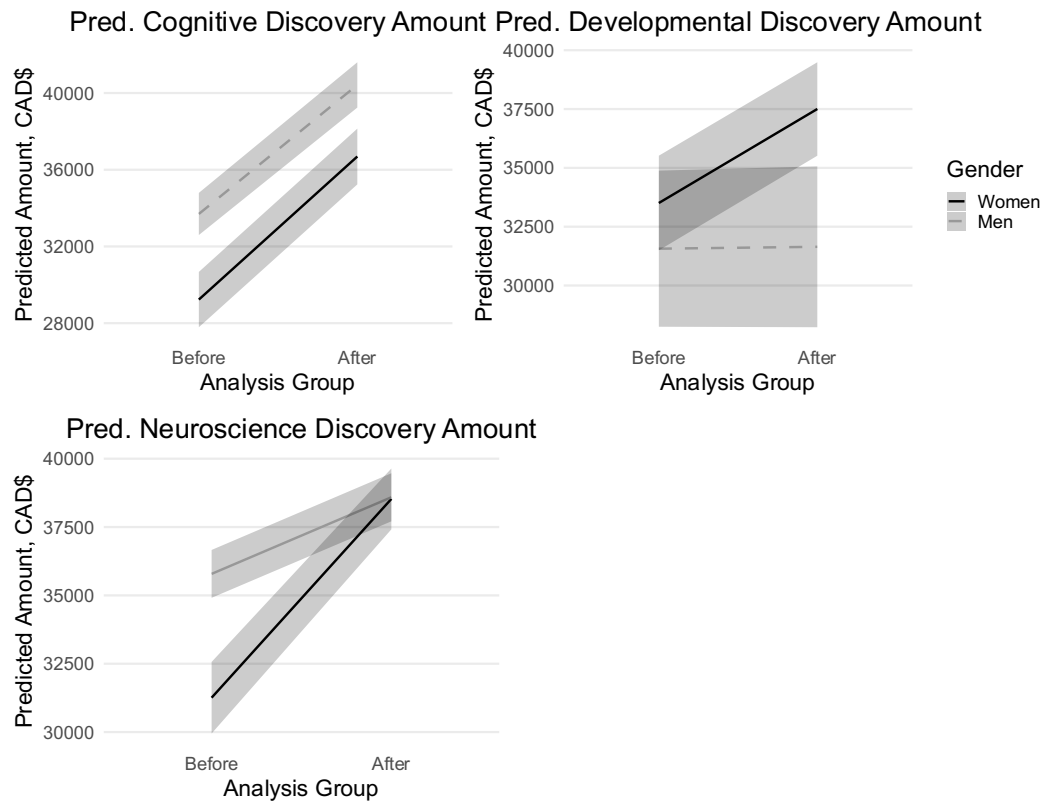 Pred. Cognitive Discovery Amount
Predicted Amount, CAD$
40000
36000
32000
28000
Before
After
Analysis Group
Pred. Developmental Discovery Amount
Predicted Amount, CAD$
40000
37500
35000
32500
30000
Before
After
Analysis Group
Gender
Women
Men
Pred. Neuroscience Discovery Amount
Predicted Amount, CAD$
40000
37500
35000
32500
30000
Before
After
Analysis Group